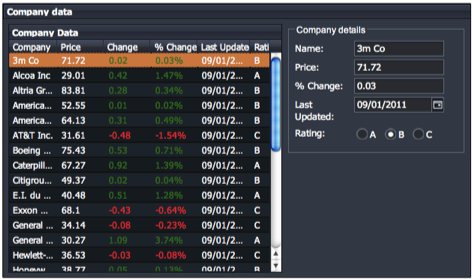 Company data
Company Data
Company Price Change % Change Last Update Rati
3m Co 71.72 0.02 0.03% 09/01/2... B
Alcoa Inc 29.01 0.42 1.47% 09/01/2... A
Altria Gr... 83.81 0.28 0.34% 09/01/2... B
America... 52.55 0.01 0.02% 09/01/2... B
America... 64.13 0.31 0.49% 09/01/2... B
AT&T Inc. 31.61 -0.48 -1.54% 09/01/2... C
Boeing ... 75.43 0.53 0.71% 09/01/2... B
Caterpill... 67.27 0.92 1.39% 09/01/2... A
Citigrou... 49.37 0.02 0.04% 09/01/2... B
E.I. du ... 40.48 0.51 1.28% 09/01/2... A
Exxon ... 68.1 -0.43 -0.64% 09/01/2... C
General ... 34.14 -0.08 -0.23% 09/01/2... C
General ... 30.27 1.09 3.74% 09/01/2... A
Hewlett-... 36.53 -0.03 -0.08% 09/01/2... C
Honeyw... 38.77 0.05 0.13% 09/01/2... B
Company details
Name: 3m Co
Price: 71.72
% Change: 0.03
Last Updated: 09/01/2011
Rating: A B C